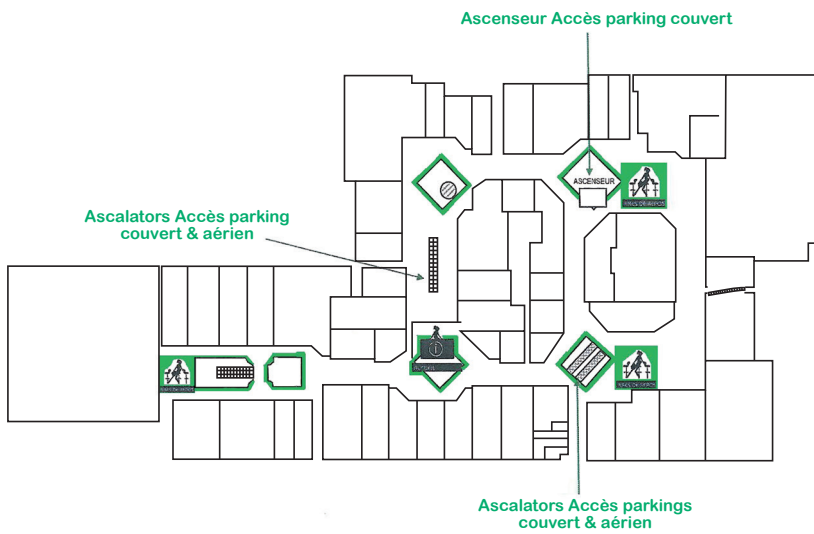 Ascenseur Accès parking couvert
ASCENSEUR
Ascalators Accès parking
couvert & aérien
Ascalators Accès parkings
couvert & aérien